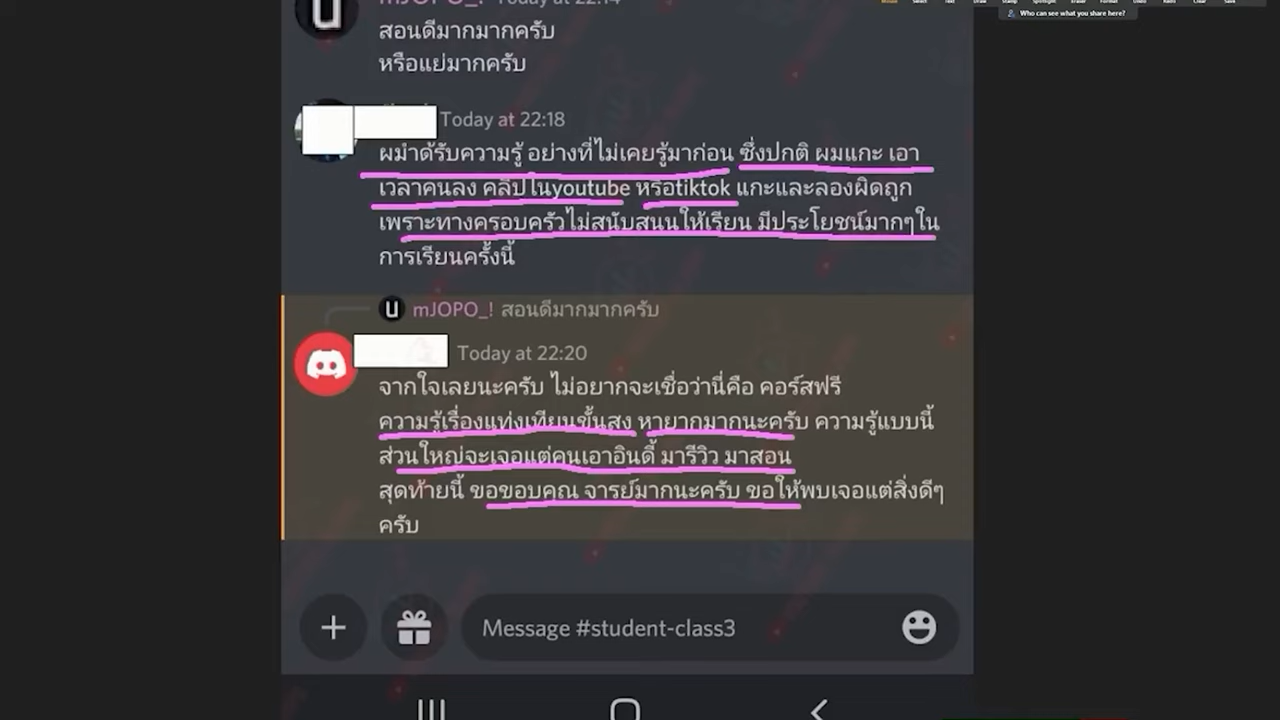 mJOPO_! Today at 22:14
สอนดีมากมากครับ
หรือแย่มากครับ
Today at 22:18
ผมำด้รับความรู้ อย่างที่ไม่เคยรู้มาก่อน ซึ่งปกติ ผมแกะ เอา
เวลาคนลง คลิปในyoutube หรือtiktok แกะและลองผิดถูก
เพราะทางครอบครัวไม่สนับสนนให้เรียน มีประโยชน์มากๆใน
การเรียนครั้งนี้
mJOPO_! สอนดีมากมากครับ
Today at 22:20
จากใจเลยนะครับ ไม่อยากจะเชื่อว่านี่คือ คอร์สฟรี
ความรู้เรื่องแท่งเทียนขั้นสง หายากมากนะครับ ความรู้แบบนี้
ส่วนใหญ่จะเจอแต่คนเอาอินดี้ มารีวิว มาสอน
สุดท้ายนี้ ขอขอบคุณ จารย์มากนะครับ ขอให้พบเจอแต่สิ่งดีๆ
ครับ
Message #student-class3
Who can see what you share here?